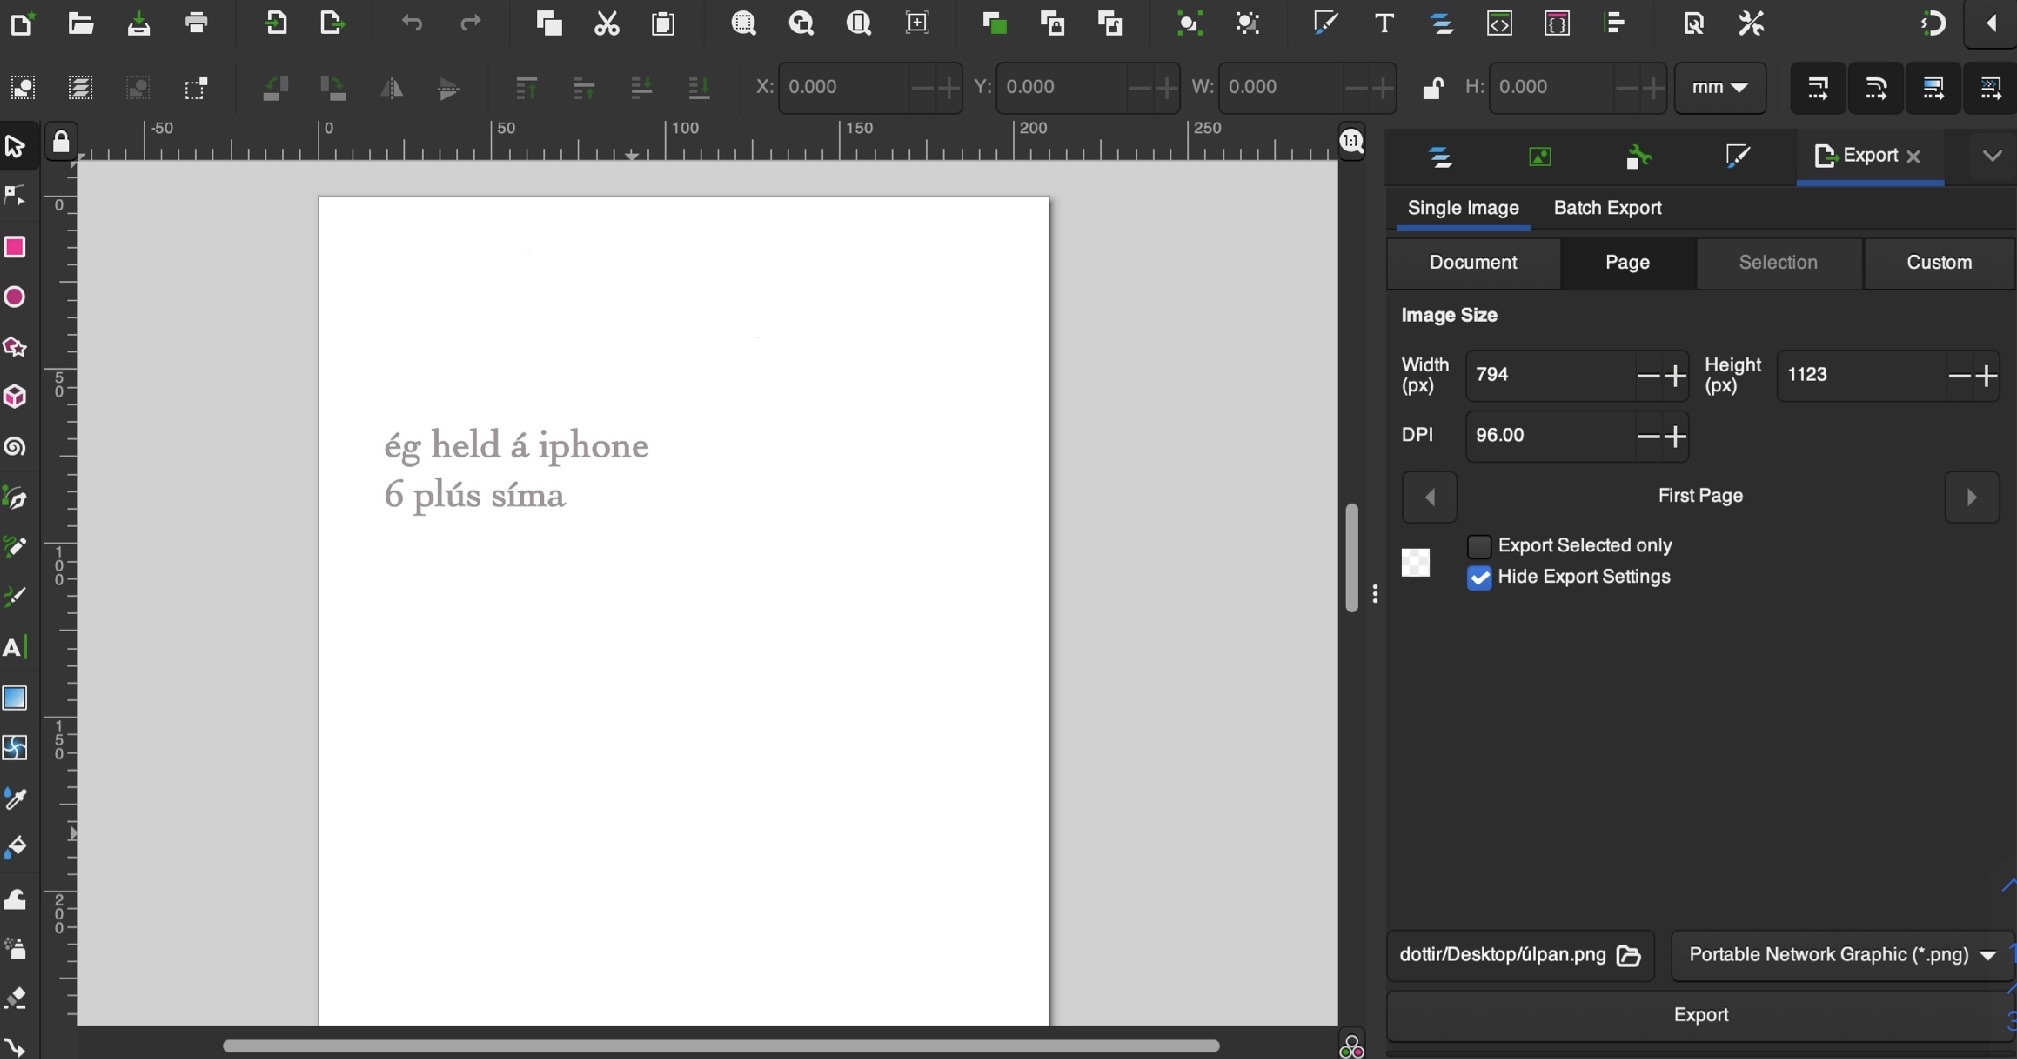 X: 0.000 Y: 0.000 W: 0.000 H: 0.000 mm
-50 0 50 100 150 200 250
1:1
Export
Single Image Batch Export
Document Page Selection Custom
Image Size
Width (px) 794 Height (px) 1123
DPI 96.00
First Page
Export Selected only
Hide Export Settings
0
50
100
150
200
ég held á iphone
6 plús síma
dottir/Desktop/úlpan.png Portable Network Graphic (*.png)
Export